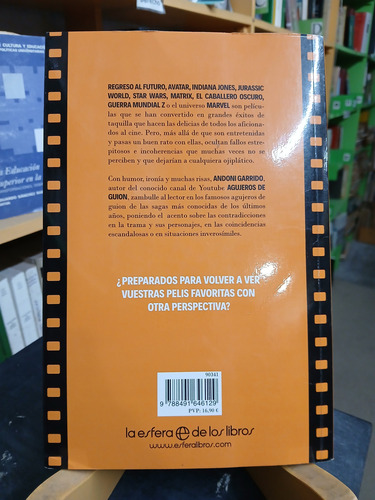 CULTURA Y EDUCAC
a Educación
uperior en la
REGRESO AL FUTURO, AVATAR, INDIANA JONES, JURASSIC
WORLD, STAR WARS, MATRIX, EL CABALLERO OSCURO,
GUERRA MUNDIAL Z o el universo MARVEL son pelícu-
las que se han convertido en grandes éxitos de
taquilla que hacen las delicias de todos los aficiona-
dos al cine. Pero, más allá de que son entretenidas
y pasas un buen rato con ellas, ocultan fallos estre-
pitosos e incoherencias que muchas veces no se
perciben y que dejarían a cualquiera ojiplático.
Con humor, ironía y muchas risas, ANDONI GARRIDO,
autor del conocido canal de Youtube AGUJEROS DE
GUION, zambulle al lector en los famosos agujeros de
guion de las sagas más conocidas de los últimos
años, poniendo el acento sobre las contradicciones
en la trama y sus personajes, en las coincidencias
escandalosas o en situaciones inverosímiles.
¿PREPARADOS PARA VOLVER A VER
VUESTRAS PELIS FAVORITAS CON
OTRA PERSPECTIVA?
90341
9 788491 646129
PVP: 16,90 €
la esfera de los libros
www.esferalibros.com